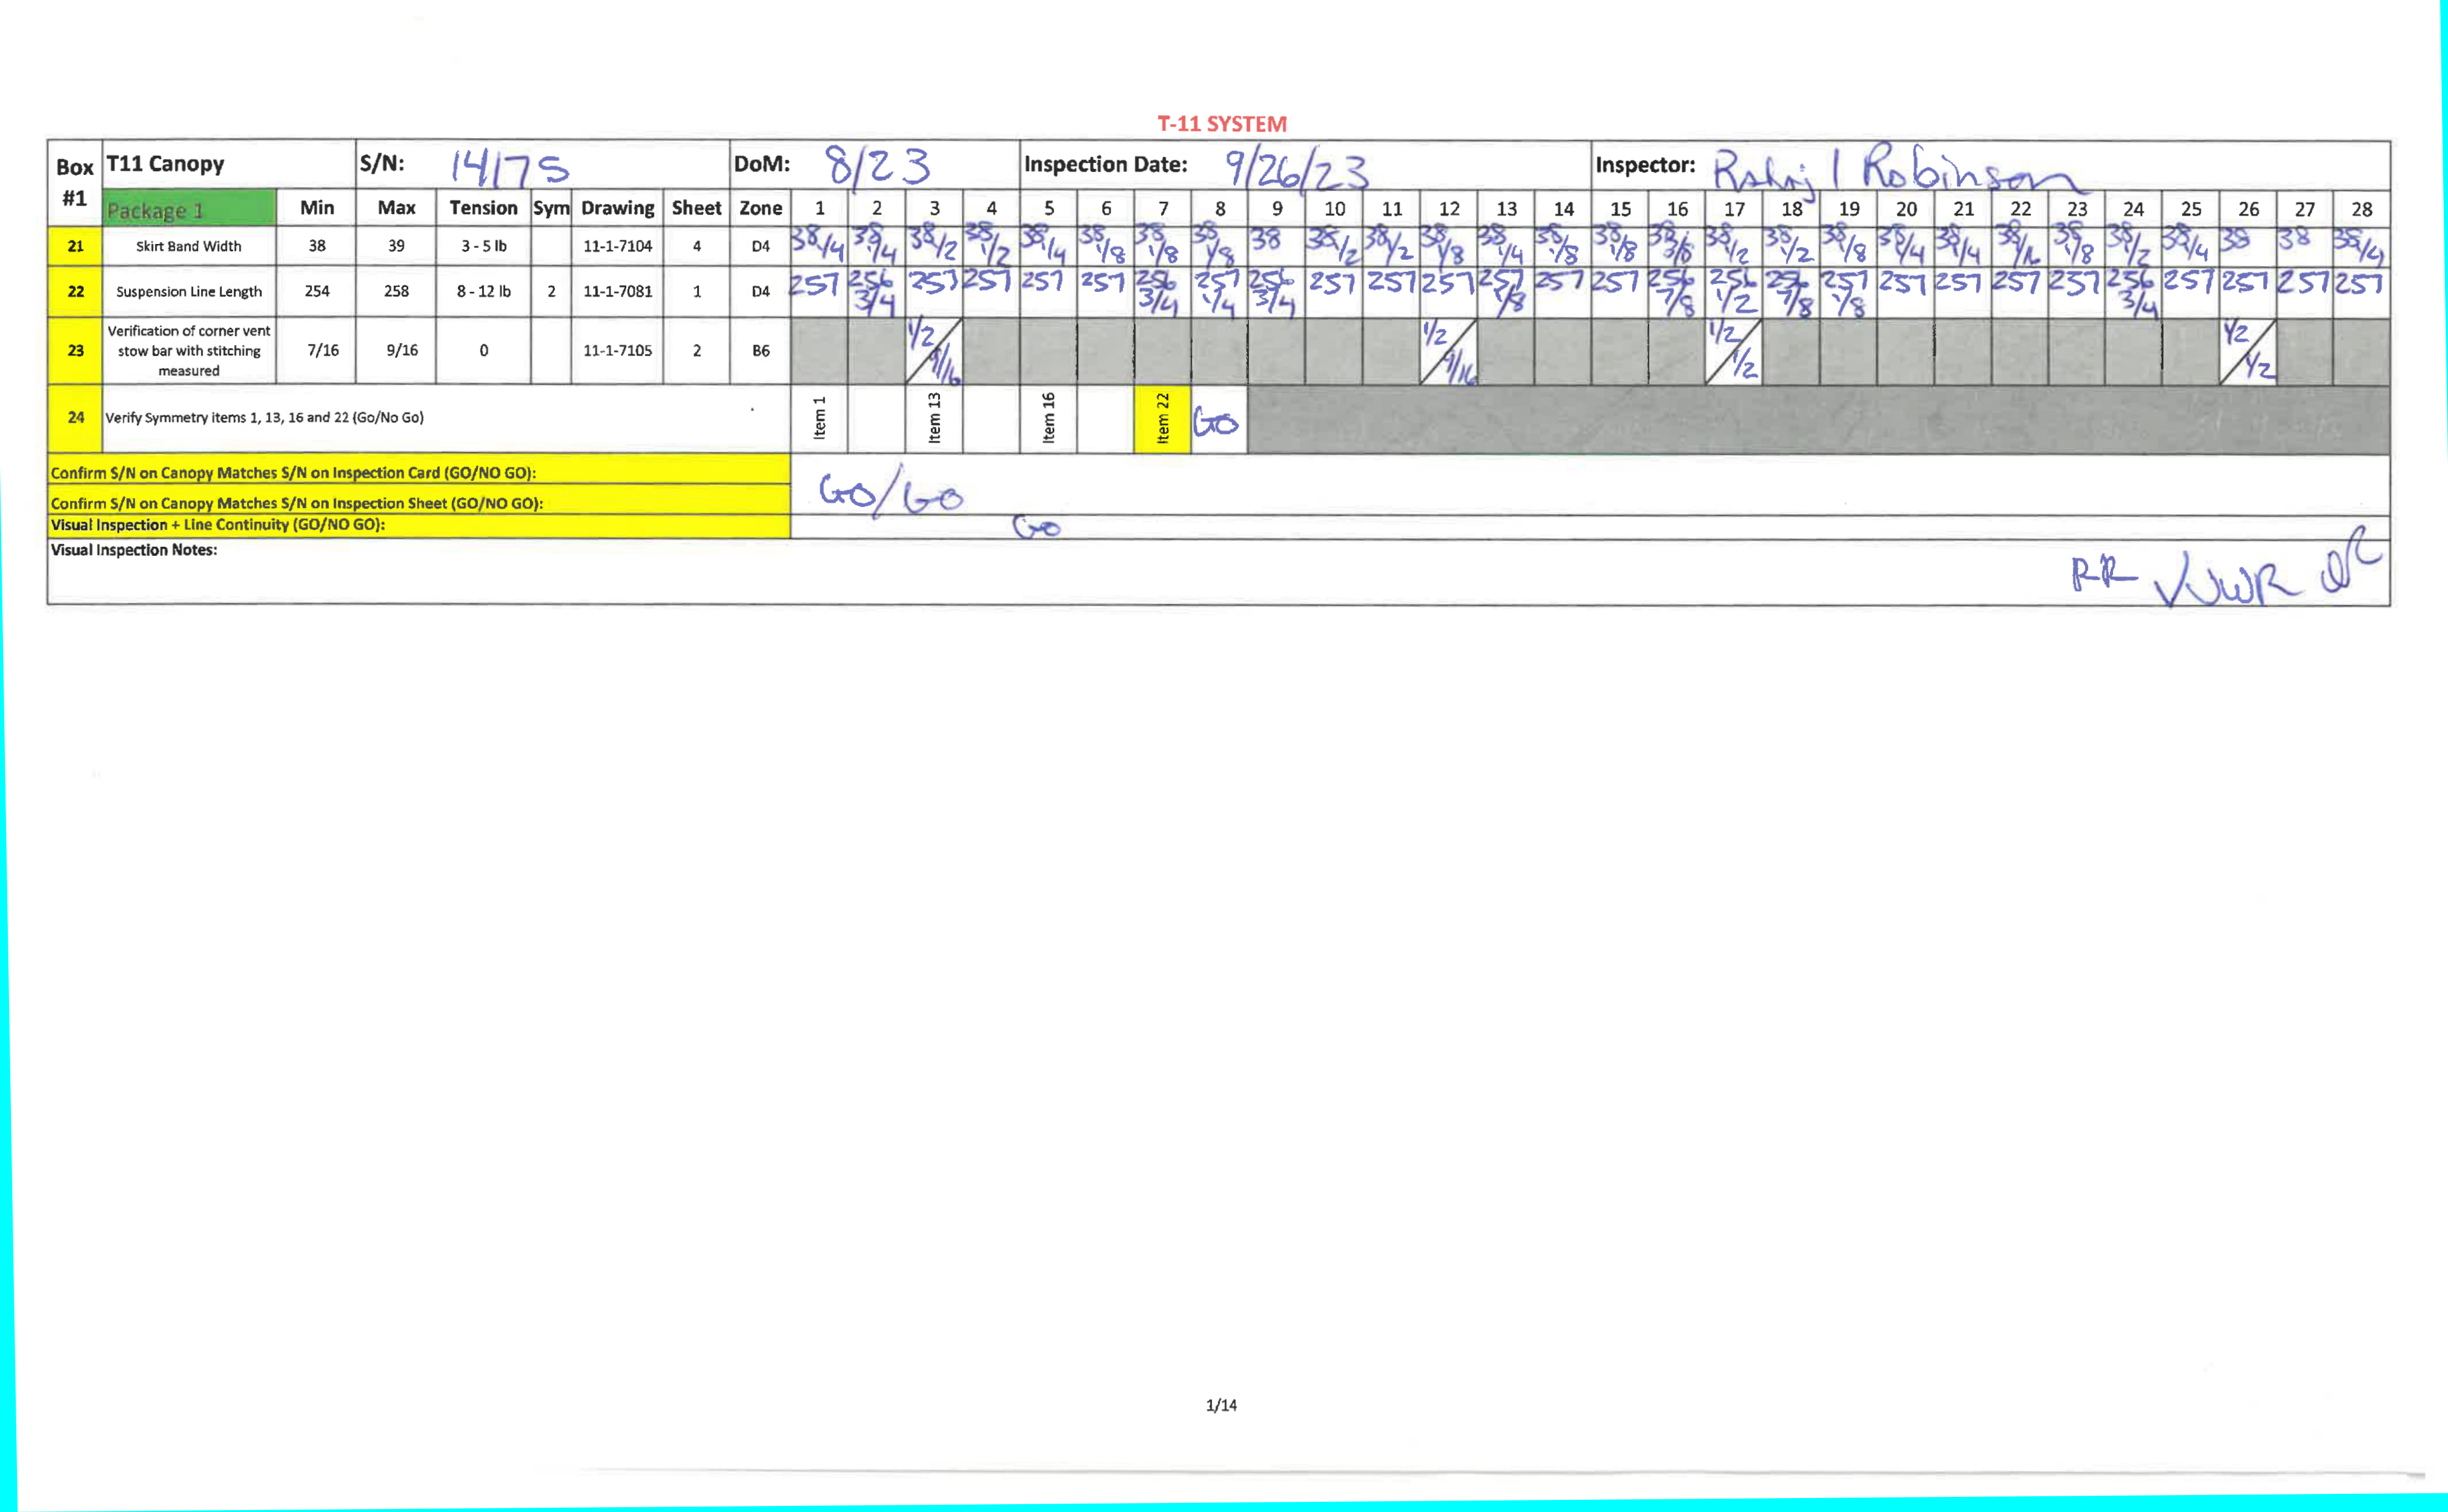 T-11 SYSTEM
Box #1 T11 Canopy S/N: 14175 DoM: 8/23 Inspection Date: 9/26/23 Inspector: Robinson
Package 1 Min Max Tension Sym Drawing Sheet Zone 1 2 3 4 5 6 7 8 9 10 11 12 13 14 15 16 17 18 19 20 21 22 23 24 25 26 27 28
21 Skirt Band Width 38 39 3 - 5 lb 11-1-7104 4 D4 38 1/4 38 1/4 38 1/2 38 1/2 38 1/4 38 1/8 38 1/8 38 1/8 38 38 1/2 38 1/2 38 1/8 38 1/4 38 1/8 38 1/8 38 3/8 38 1/2 38 1/2 38 1/8 38 1/4 38 1/4 38 1/8 38 1/2 38 1/4 38 38 38 1/4
22 Suspension Line Length 254 258 8 - 12 lb 2 11-1-7081 1 D4 257 256 3/4 257 257 257 257 256 3/4 257 1/4 256 3/4 257 257 257 257 1/8 257 257 256 7/8 256 1/2 7/8 257 1/8 257 257 257 257 256 3/4 257 257 257 257
23 Verification of corner vent stow bar with stitching measured 7/16 9/16 0 11-1-7105 2 B6 1/2 / 9/16 1/2 / 9/16 1/2 / 1/2 1/2 / 1/2
24 Verify Symmetry items 1, 13, 16 and 22 (Go/No Go) Item 1 Item 13 Item 16 Item 22 GO
Confirm S/N on Canopy Matches S/N on Inspection Card (GO/NO GO):
Confirm S/N on Canopy Matches S/N on Inspection Sheet (GO/NO GO): GO/GO
Visual Inspection + Line Continuity (GO/NO GO): GO
Visual Inspection Notes:
RR
1/14